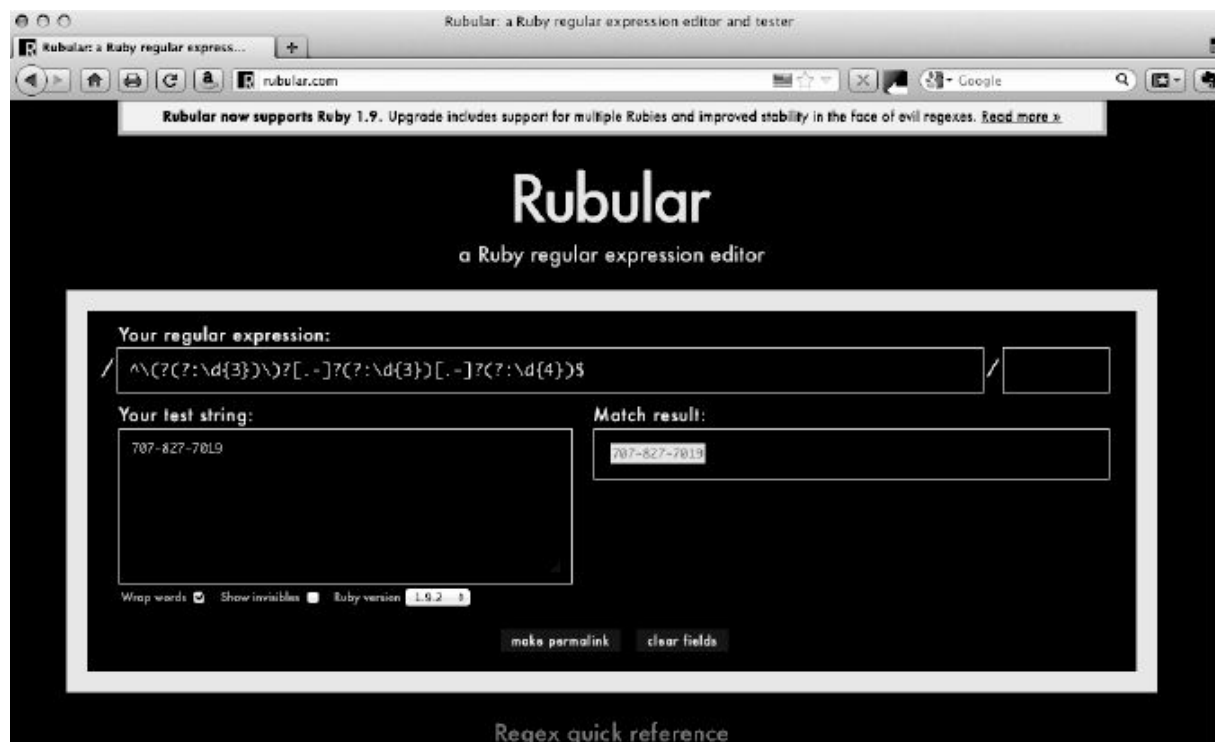 Rubular: a Ruby regular expression editor and tester
Rubular: a Ruby regular express...
rubular.com
Google
Rubular now supports Ruby 1.9. Upgrade includes support for multiple Rubies and improved stability in the face of evil regexes. Read more »
Rubular
a Ruby regular expression editor
Your regular expression:
/ ^\(?(?:\d{3})\)?[.-]?(?:\d{3})[.-]?(?:\d{4})$ /
Your test string:
Match result:
707-827-7019
707-827-7019
Wrap words Show invisibles Ruby version 1.9.2
make permalink clear fields
Regex quick reference